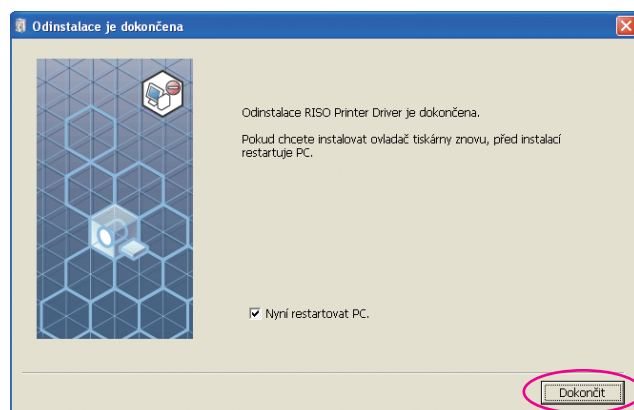 Odinstalace je dokončena
Odinstalace RISO Printer Driver je dokončena.
Pokud chcete instalovat ovladač tiskárny znovu, před instalací
restartuje PC.
Nyní restartovat PC.
Dokončit